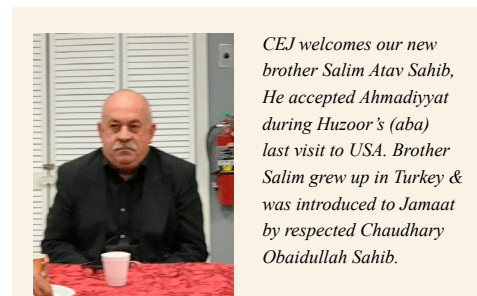 CEJ welcomes our new
brother Salim Atav Sahib,
He accepted Ahmadiyyat
during Huzoor’s (aba)
last visit to USA. Brother
Salim grew up in Turkey &
was introduced to Jamaat
by respected Chaudhary
Obaidullah Sahib.